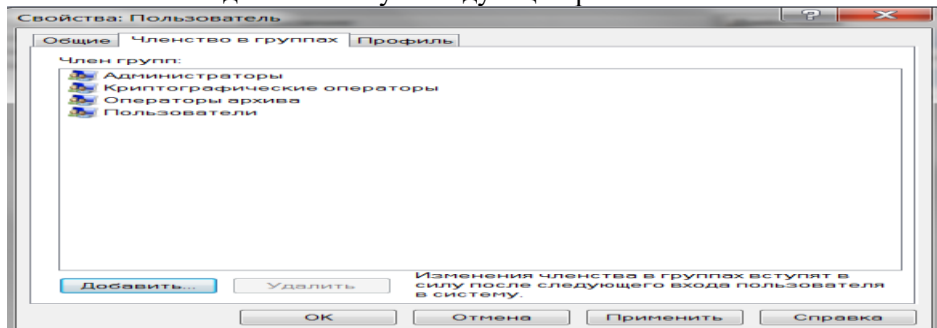 Свойства: Пользователь
Общие Членство в группах Профиль
Член групп:
Администраторы
Криптографические операторы
Операторы архива
Пользователи
Добавить... Удалить
Изменения членства в группах вступят в
силу после следующего входа пользователя
в систему.
ОК Отмена Применить Справка